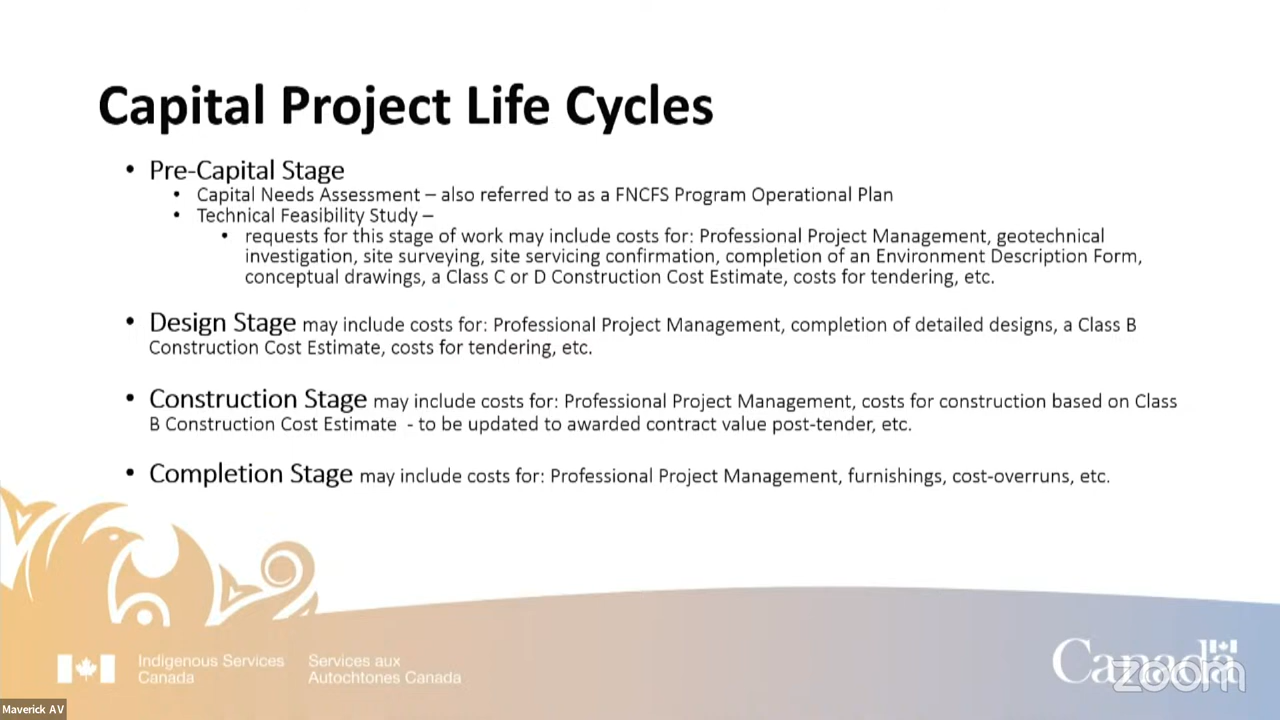 Capital Project Life Cycles
• Pre-Capital Stage
• Capital Needs Assessment – also referred to as a FNCFS Program Operational Plan
• Technical Feasibility Study –
• requests for this stage of work may include costs for: Professional Project Management, geotechnical
investigation, site surveying, site servicing confirmation, completion of an Environment Description Form,
conceptual drawings, a Class C or D Construction Cost Estimate, costs for tendering, etc.
• Design Stage may include costs for: Professional Project Management, completion of detailed designs, a Class B
Construction Cost Estimate, costs for tendering, etc.
• Construction Stage may include costs for: Professional Project Management, costs for construction based on Class
B Construction Cost Estimate - to be updated to awarded contract value post-tender, etc.
• Completion Stage may include costs for: Professional Project Management, furnishings, cost-overruns, etc.
Indigenous Services
Canada
Services aux
Autochtones Canada
Canada
zoom
Maverick AV